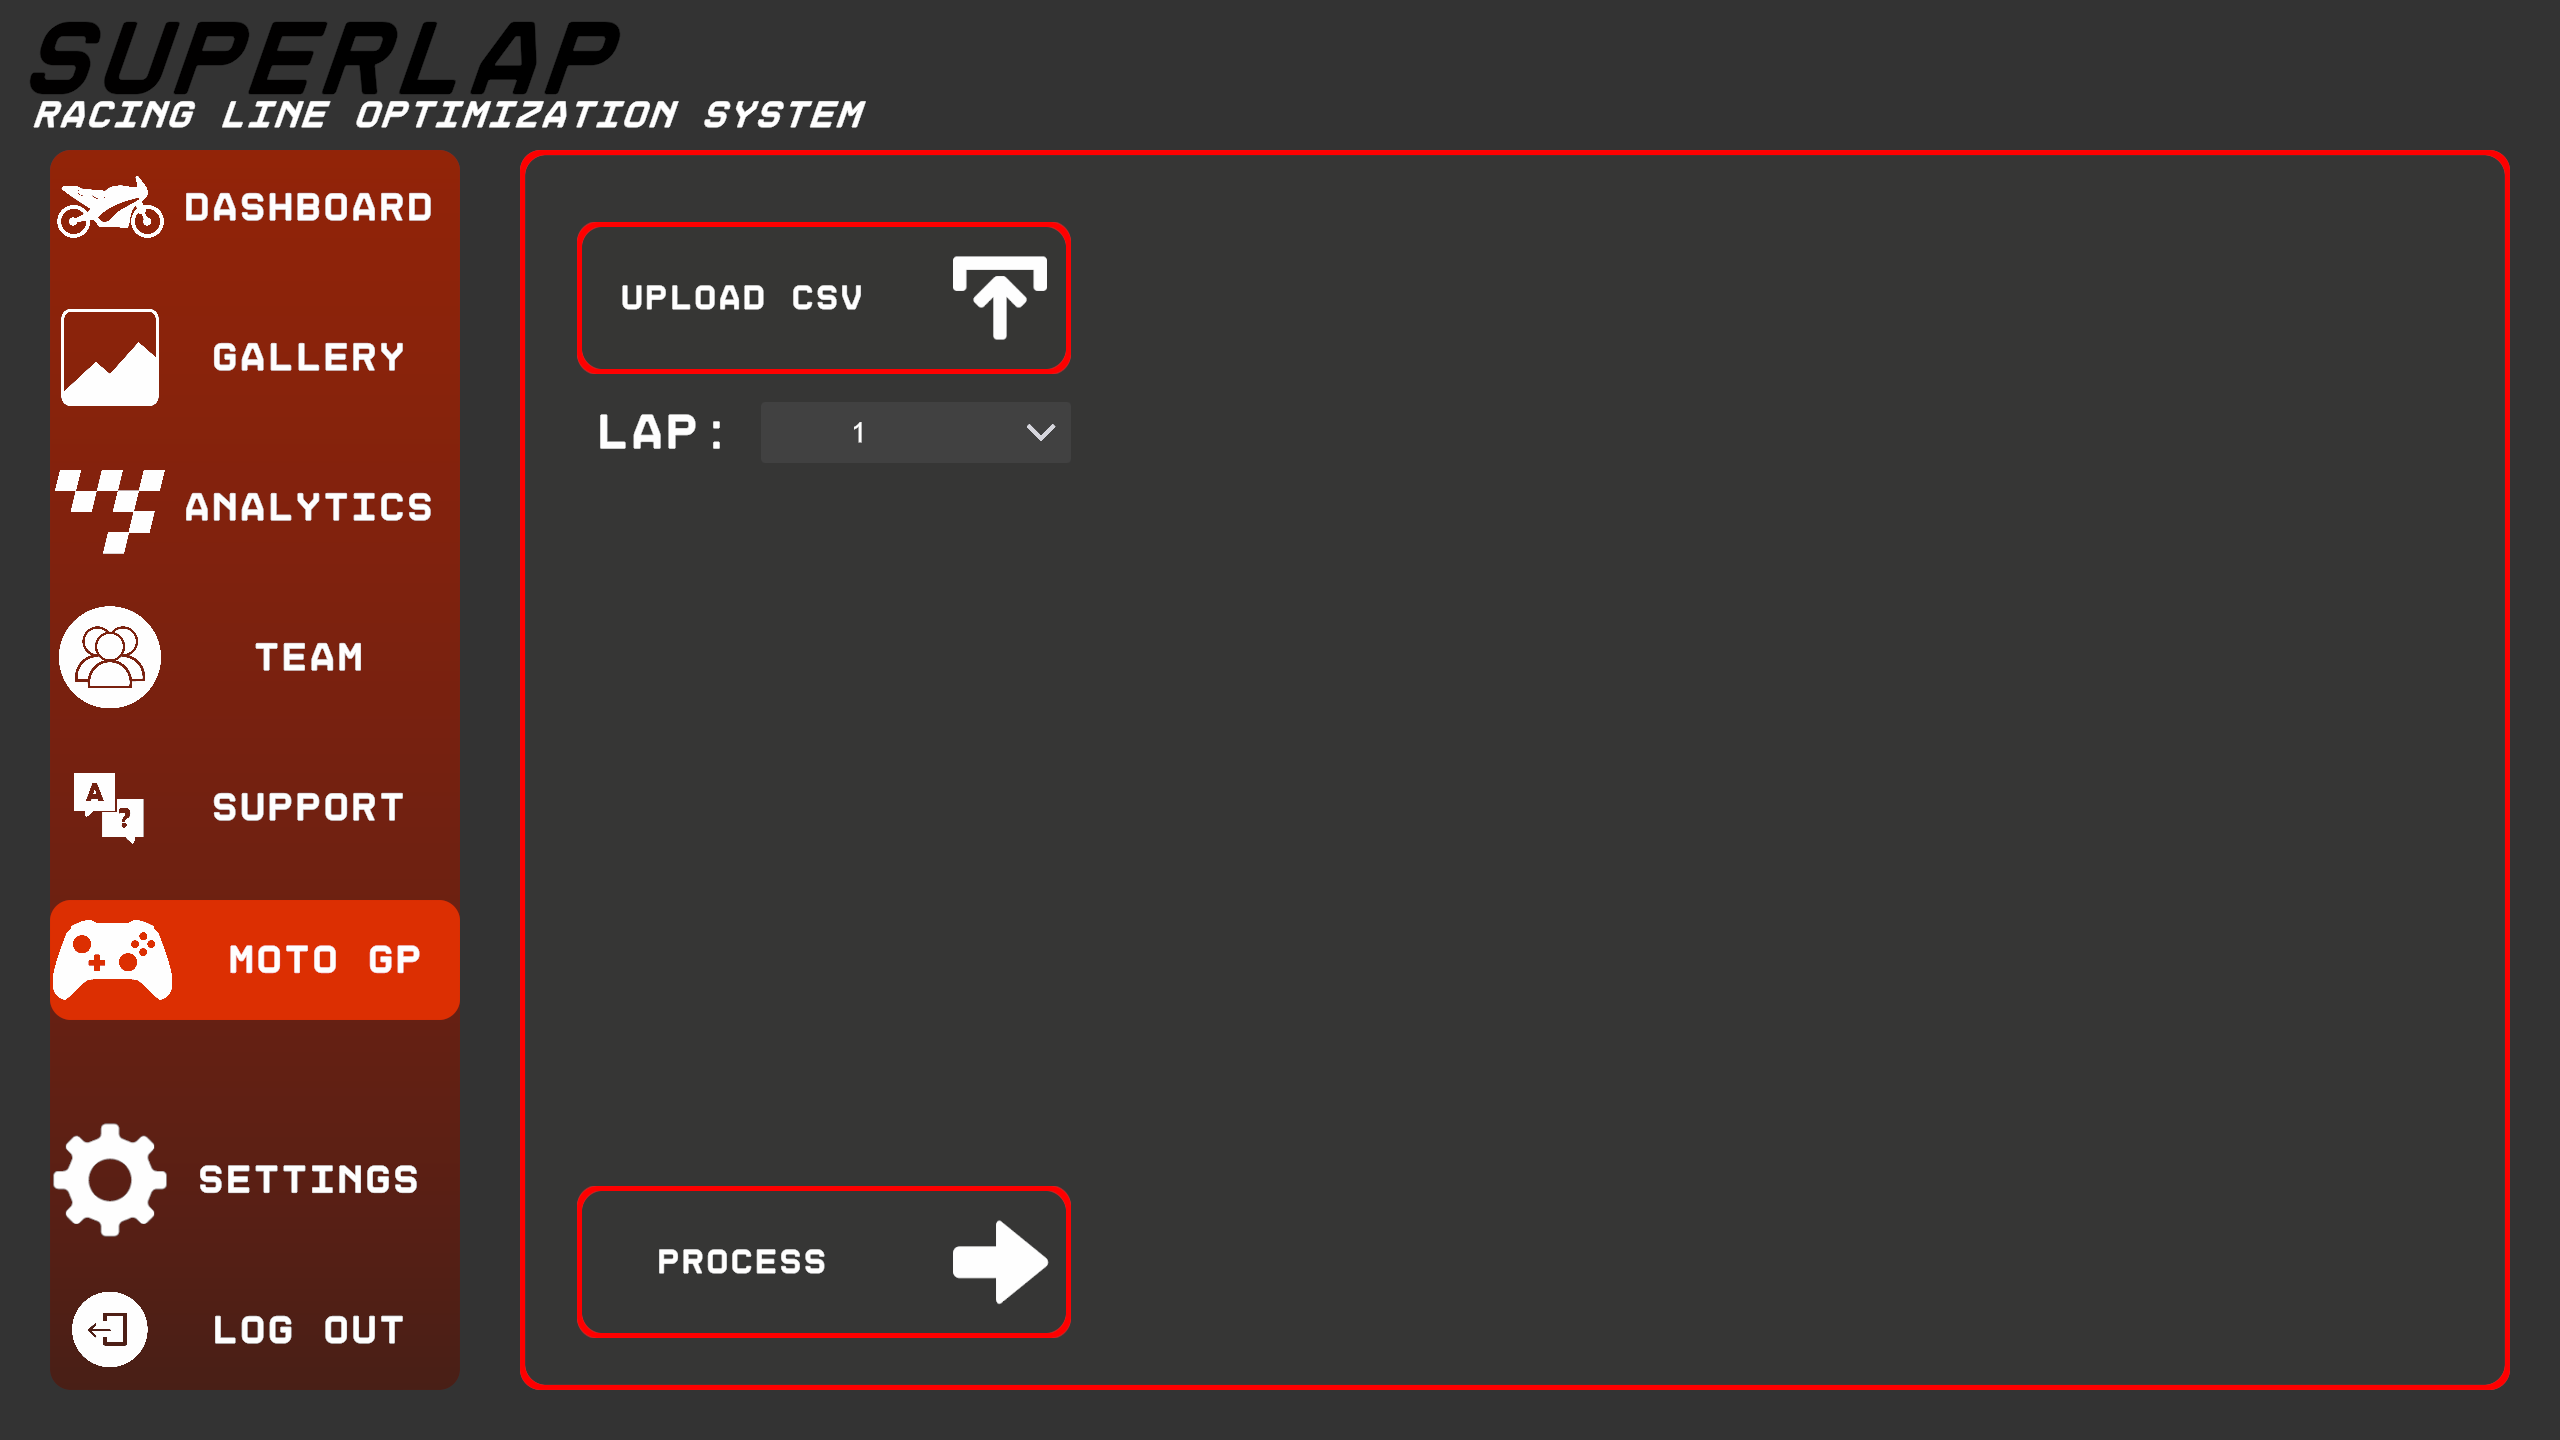 SUPERLAP
RACING LINE OPTIMIZATION SYSTEM
DASHBOARD
GALLERY
ANALYTICS
TEAM
A
?
SUPPORT
MOTO GP
SETTINGS
LOG OUT
UPLOAD CSV
LAP: 1
PROCESS